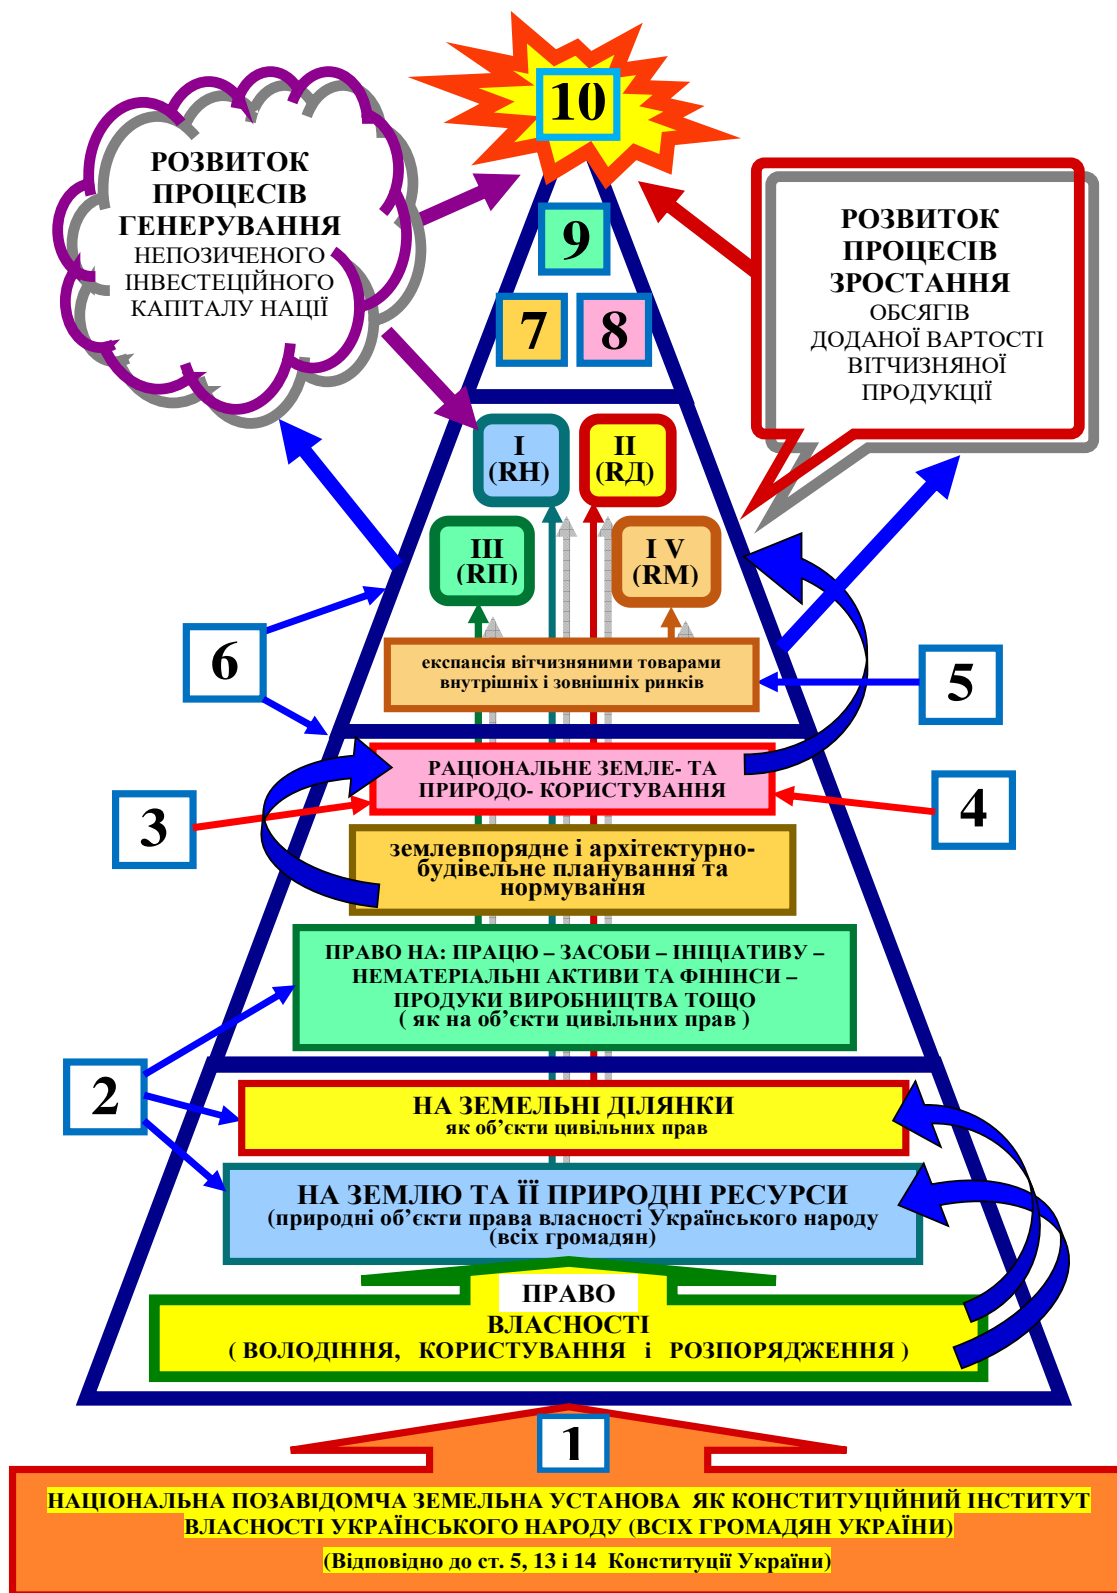 10
РОЗВИТОК
ПРОЦЕСІВ
ГЕНЕРУВАННЯ
НЕПОЗИЧЕНОГО
ІНВЕСТЕЦІЙНОГО
КАПІТАЛУ НАЦІЇ
РОЗВИТОК
ПРОЦЕСІВ
ЗРОСТАННЯ
ОБСЯГІВ
ДОДАНОЇ ВАРТОСТІ
ВІТЧИЗНЯНОЇ
ПРОДУКЦІЇ
9
7
8
I
(RН)
II
(RД)
III
(RП)
I V
(RМ)
6
експансія вітчизняними товарами
внутрішніх і зовнішніх ринків
5
РАЦІОНАЛЬНЕ ЗЕМЛЕ- ТА
ПРИРОДО- КОРИСТУВАННЯ
3
4
землевпорядне і архітектурно-
будівельне планування та
нормування
ПРАВО НА: ПРАЦЮ – ЗАСОБИ – ІНІЦІАТИВУ –
НЕМАТЕРІАЛЬНІ АКТИВИ ТА ФІНІНСИ –
ПРОДУКИ ВИРОБНИЦТВА ТОЩО
( як на об’єкти цивільних прав )
2
НА ЗЕМЕЛЬНІ ДІЛЯНКИ
як об’єкти цивільних прав
НА ЗЕМЛЮ ТА ЇЇ ПРИРОДНІ РЕСУРСИ
(природні об’єкти права власності Українського народу
(всіх громадян)
ПРАВО
ВЛАСНОСТІ
( ВОЛОДІННЯ, КОРИСТУВАННЯ і РОЗПОРЯДЖЕННЯ )
1
НАЦІОНАЛЬНА ПОЗАВІДОМЧА ЗЕМЕЛЬНА УСТАНОВА ЯК КОНСТИТУЦІЙНИЙ ІНСТИТУТ
ВЛАСНОСТІ УКРАЇНСЬКОГО НАРОДУ (ВСІХ ГРОМАДЯН УКРАЇНИ)
(Відповідно до ст. 5, 13 і 14 Конституції України)